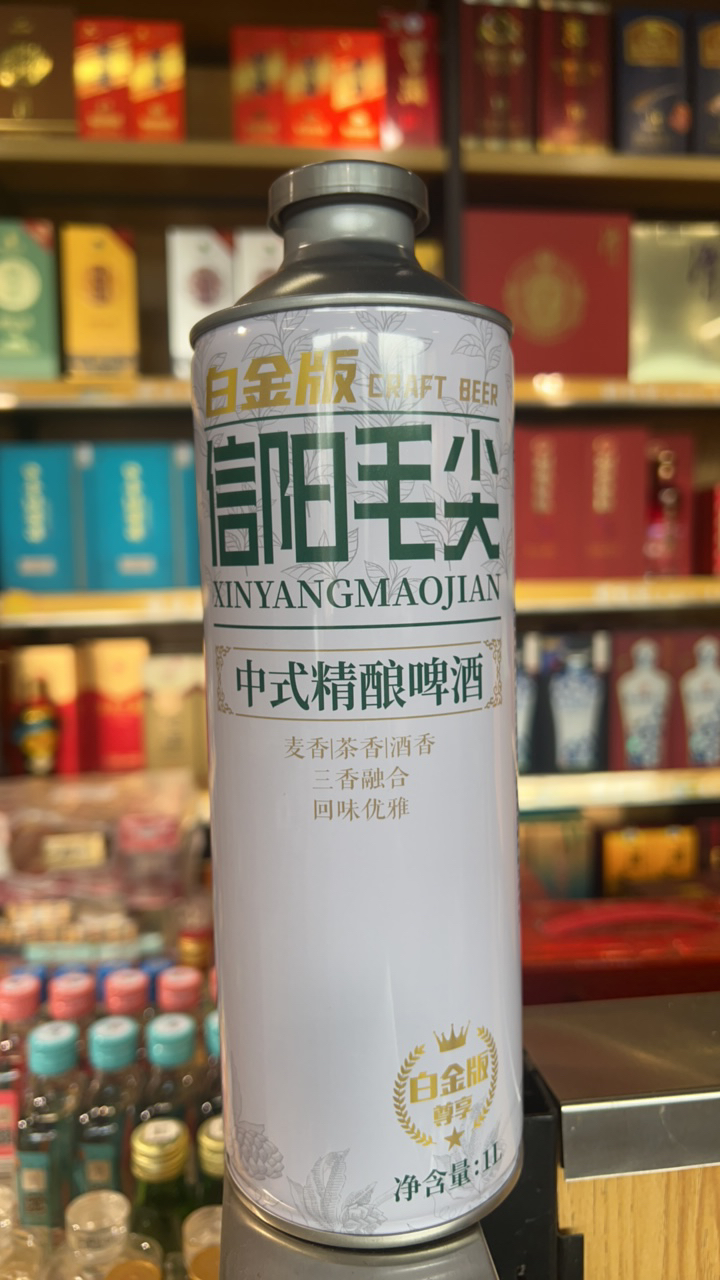 白金版 CRAFT BEER
信阳毛尖
XINYANGMAOJIAN
中式精酿啤酒
麦香|茶香|酒香
三香融合
回味优雅
白金版
尊享
净含量:1L